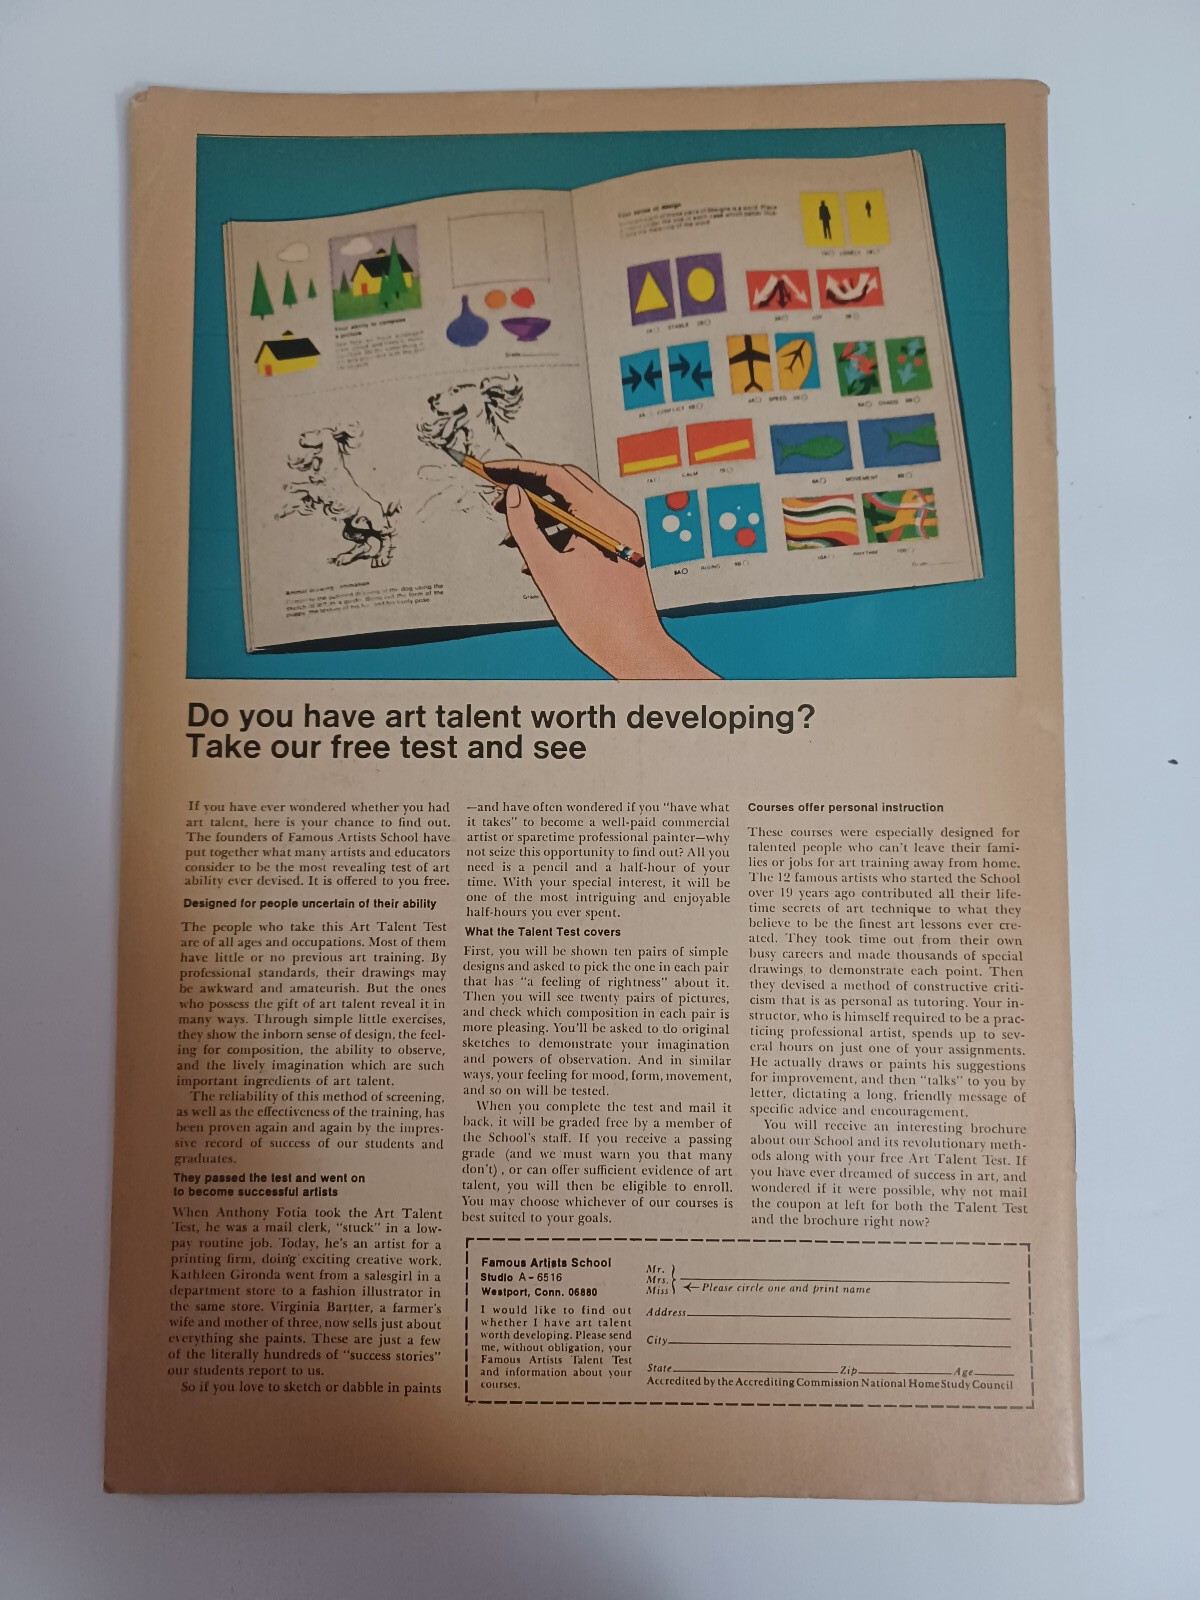 Your sense of design
TALL LONELY
STABLE
CONFLICT
SPEED
CHAOS
CALM
MOVEMENT
RISING
Your ability to compose
a picture
Grade
Animal drawing
Do you have art talent worth developing?
Take our free test and see
If you have ever wondered whether you had
art talent, here is your chance to find out.
The founders of Famous Artists School have
put together what many artists and educators
consider to be the most revealing test of art
ability ever devised. It is offered to you free.
Designed for people uncertain of their ability
The people who take this Art Talent Test
are of all ages and occupations. Most of them
have little or no previous art training. By
professional standards, their drawings may
be awkward and amateurish. But the ones
who possess the gift of art talent reveal it in
many ways. Through simple little exercises,
they show the inborn sense of design, the feel-
ing for composition, the ability to observe,
and the lively imagination which are such
important ingredients of art talent.
The reliability of this method of screening,
as well as the effectiveness of the training, has
been proven again and again by the impres-
sive record of success of our students and
graduates.
They passed the test and went on
to become successful artists
When Anthony Fotia took the Art Talent
Test, he was a mail clerk, "stuck" in a low-
pay routine job. Today, he's an artist for a
printing firm, doing exciting creative work.
Kathleen Gironda went from a salesgirl in a
department store to a fashion illustrator in
the same store. Virginia Bartter, a farmer's
wife and mother of three, now sells just about
everything she paints. These are just a few
of the literally hundreds of "success stories"
our students report to us.
So if you love to sketch or dabble in paints
—and have often wondered if you "have what
it takes" to become a well-paid commercial
artist or sparetime professional painter—why
not seize this opportunity to find out? All you
need is a pencil and a half-hour of your
time. With your special interest, it will be
one of the most intriguing and enjoyable
half-hours you ever spent.
What the Talent Test covers
First, you will be shown ten pairs of simple
designs and asked to pick the one in each pair
that has "a feeling of rightness" about it.
Then you will see twenty pairs of pictures,
and check which composition in each pair is
more pleasing. You'll be asked to do original
sketches to demonstrate your imagination
and powers of observation. And in similar
ways, your feeling for mood, form, movement,
and so on will be tested.
When you complete the test and mail it
back, it will be graded free by a member of
the School's staff. If you receive a passing
grade (and we must warn you that many
don't), or can offer sufficient evidence of art
talent, you will then be eligible to enroll.
You may choose whichever of our courses is
best suited to your goals.
Courses offer personal instruction
These courses were especially designed for
talented people who can't leave their fami-
lies or jobs for art training away from home.
The 12 famous artists who started the School
over 19 years ago contributed all their life-
time secrets of art technique to what they
believe to be the finest art lessons ever cre-
ated. They took time out from their own
busy careers and made thousands of special
drawings to demonstrate each point. Then
they devised a method of constructive criti-
cism that is as personal as tutoring. Your in-
structor, who is himself required to be a prac-
ticing professional artist, spends up to sev-
eral hours on just one of your assignments.
He actually draws or paints his suggestions
for improvement, and then "talks" to you by
letter, dictating a long, friendly message of
specific advice and encouragement.
You will receive an interesting brochure
about our School and its revolutionary meth-
ods along with your free Art Talent Test. If
you have ever dreamed of success in art, and
wondered if it were possible, why not mail
the coupon at left for both the Talent Test
and the brochure right now?
Famous Artists School
Studio A-6516
Westport, Conn. 06880
I would like to find out
whether I have art talent
worth developing. Please send
me, without obligation, your
Famous Artists Talent Test
and information about your
courses.
Mr.
Mrs.
Miss ← Please circle one and print name
Address
City
State Zip Age
Accredited by the Accrediting Commission National Home Study Council